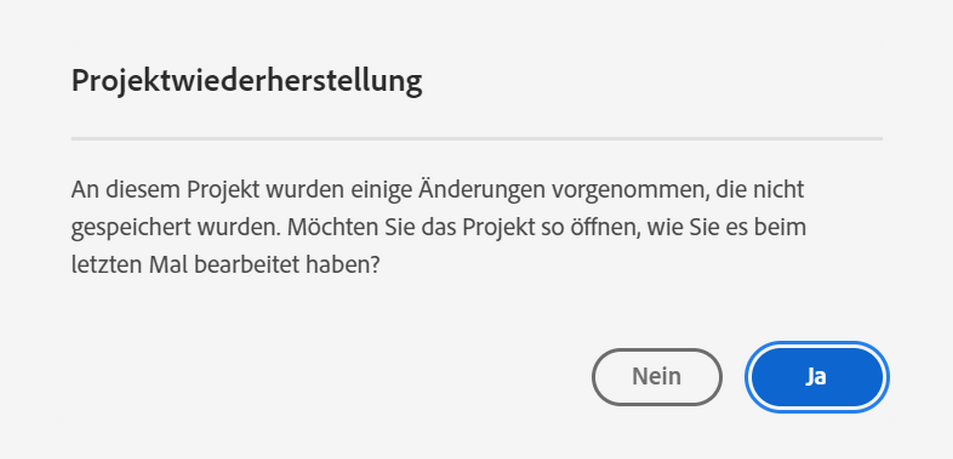 Projektwiederherstellung
An diesem Projekt wurden einige Änderungen vorgenommen, die nicht
gespeichert wurden. Möchten Sie das Projekt so öffnen, wie Sie es beim
letzten Mal bearbeitet haben?
Nein
Ja